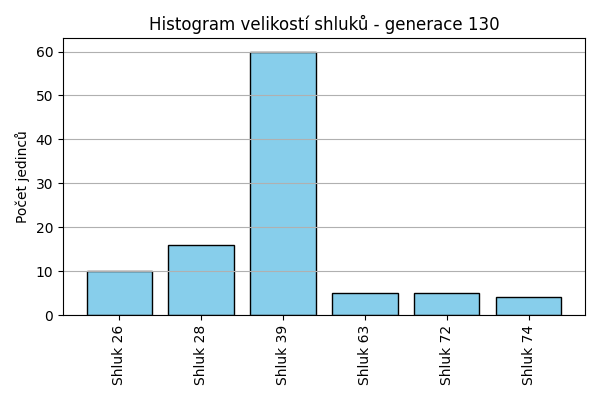 Histogram velikostí shluků - generace 130
Počet jedinců
60
50
40
30
20
10
0
Shluk 26
Shluk 28
Shluk 39
Shluk 63
Shluk 72
Shluk 74